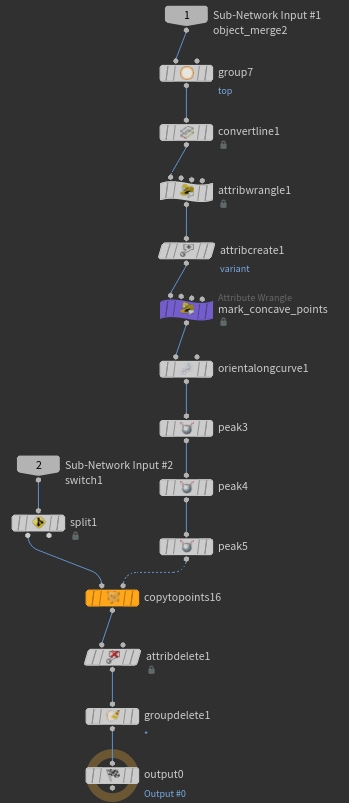 1
Sub-Network Input #1
object_merge2
group7
top
convertline1
attribwrangle1
attribcreate1
variant
Attribute Wrangle
mark_concave_points
orientalongcurve1
peak3
2
Sub-Network Input #2
switch1
peak4
split1
peak5
copytopoints16
attribdelete1
groupdelete1
*
output0
Output #0